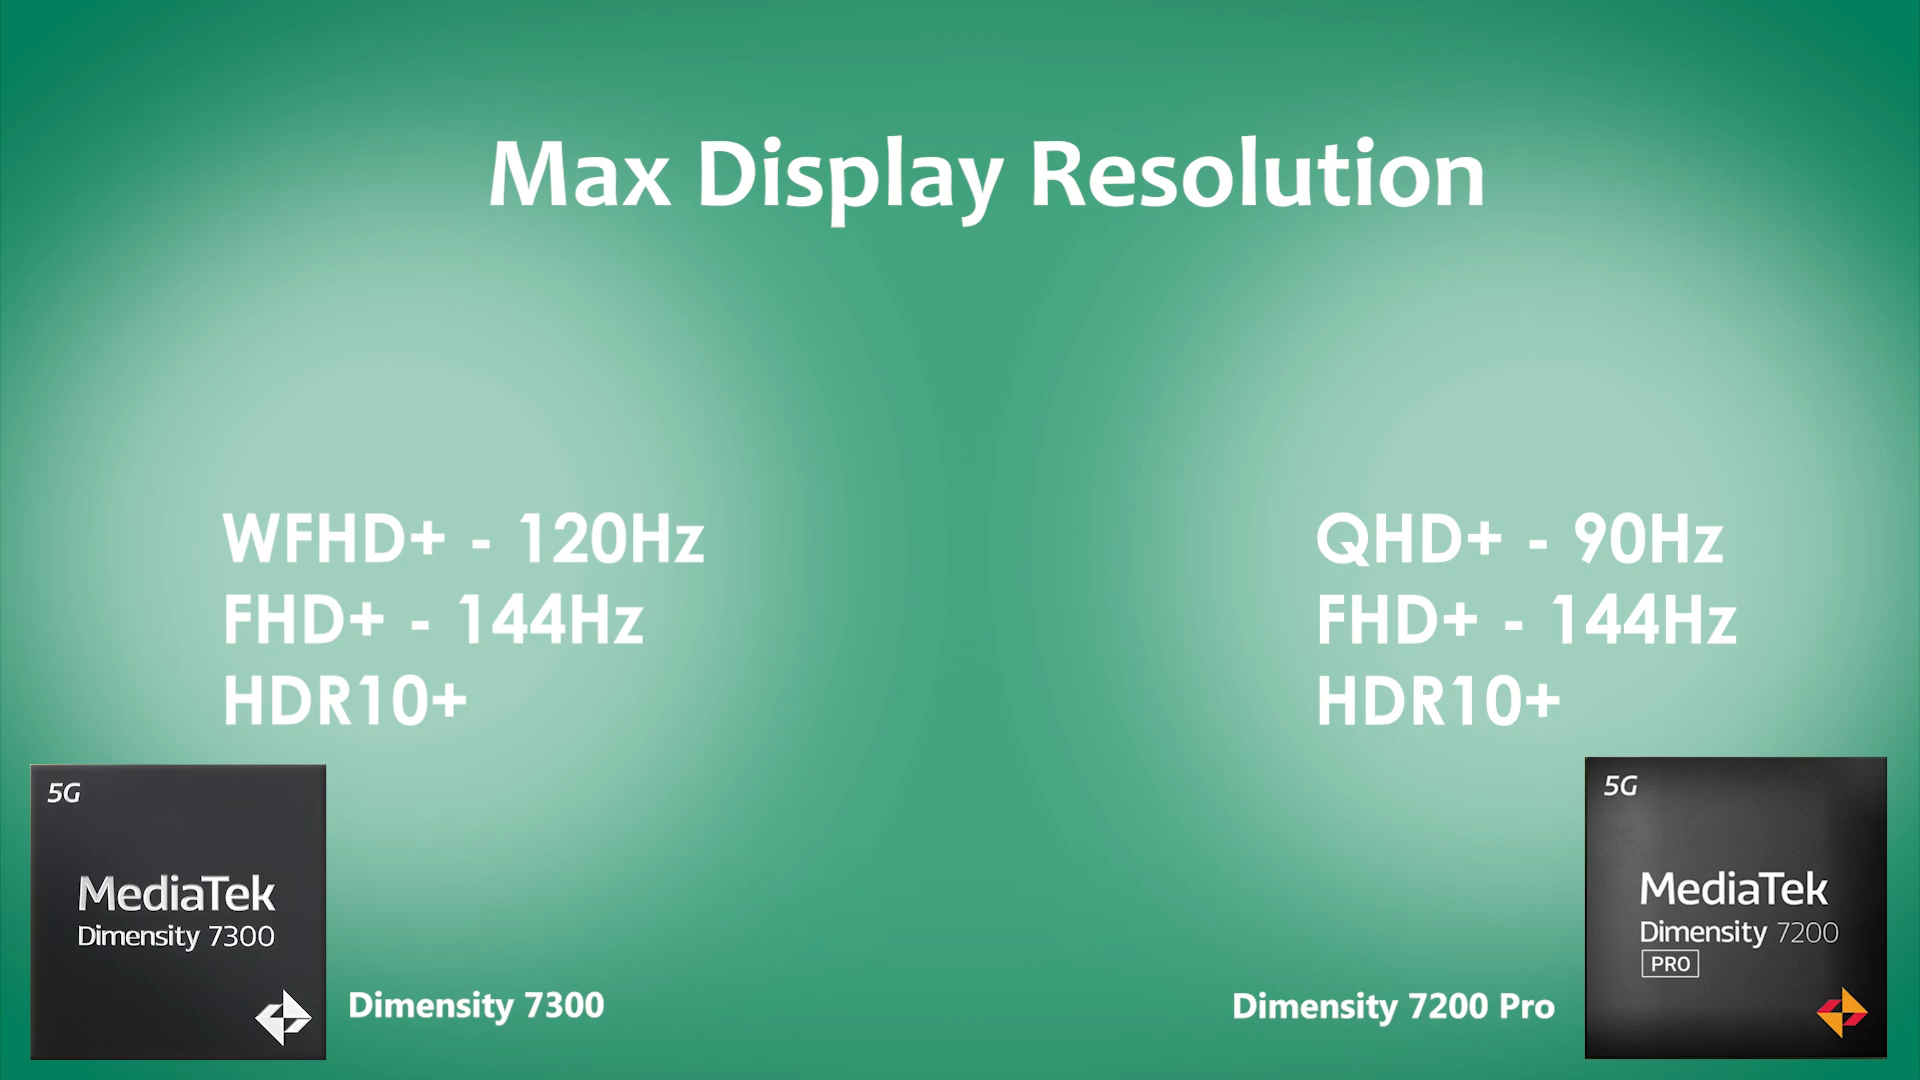 Max Display Resolution
WFHD+ - 120Hz
FHD+ - 144Hz
HDR10+
QHD+ - 90Hz
FHD+ - 144Hz
HDR10+
5G
MediaTek
Dimensity 7300
Dimensity 7300
Dimensity 7200 Pro
5G
MediaTek
Dimensity 7200
PRO